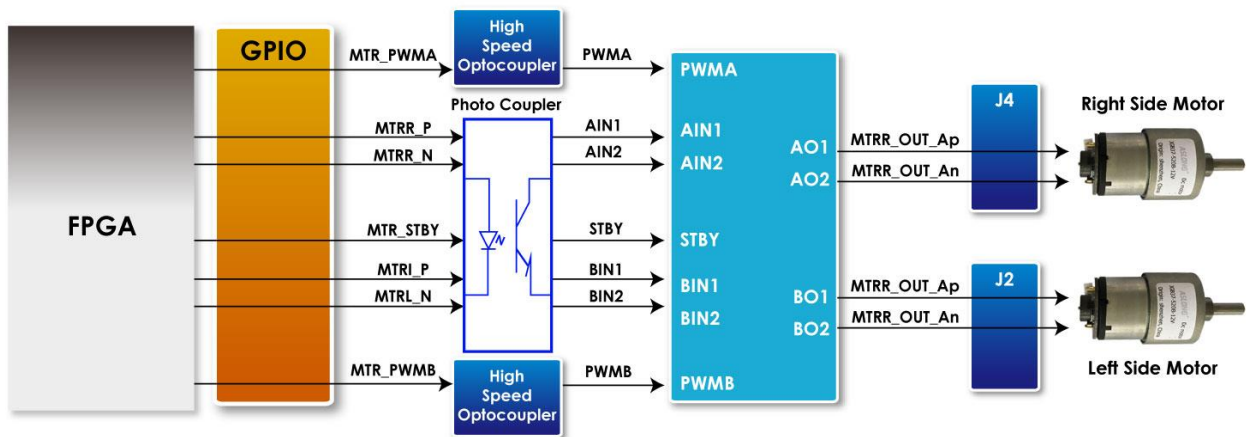 FPGA
GPIO
MTR_PWMA
High
Speed
Optocoupler
PWMA
PWMA
Photo Coupler
MTRR_P
MTRR_N
MTR_STBY
MTRI_P
MTRL_N
AIN1
AIN2
STBY
BIN1
BIN2
AIN1
AIN2
STBY
BIN1
BIN2
AO1
AO2
BO1
BO2
MTRR_OUT_Ap
MTRR_OUT_An
J4
Right Side Motor
MTRR_OUT_Ap
MTRR_OUT_An
J2
Left Side Motor
MTR_PWMB
High
Speed
Optocoupler
PWMB
PWMB